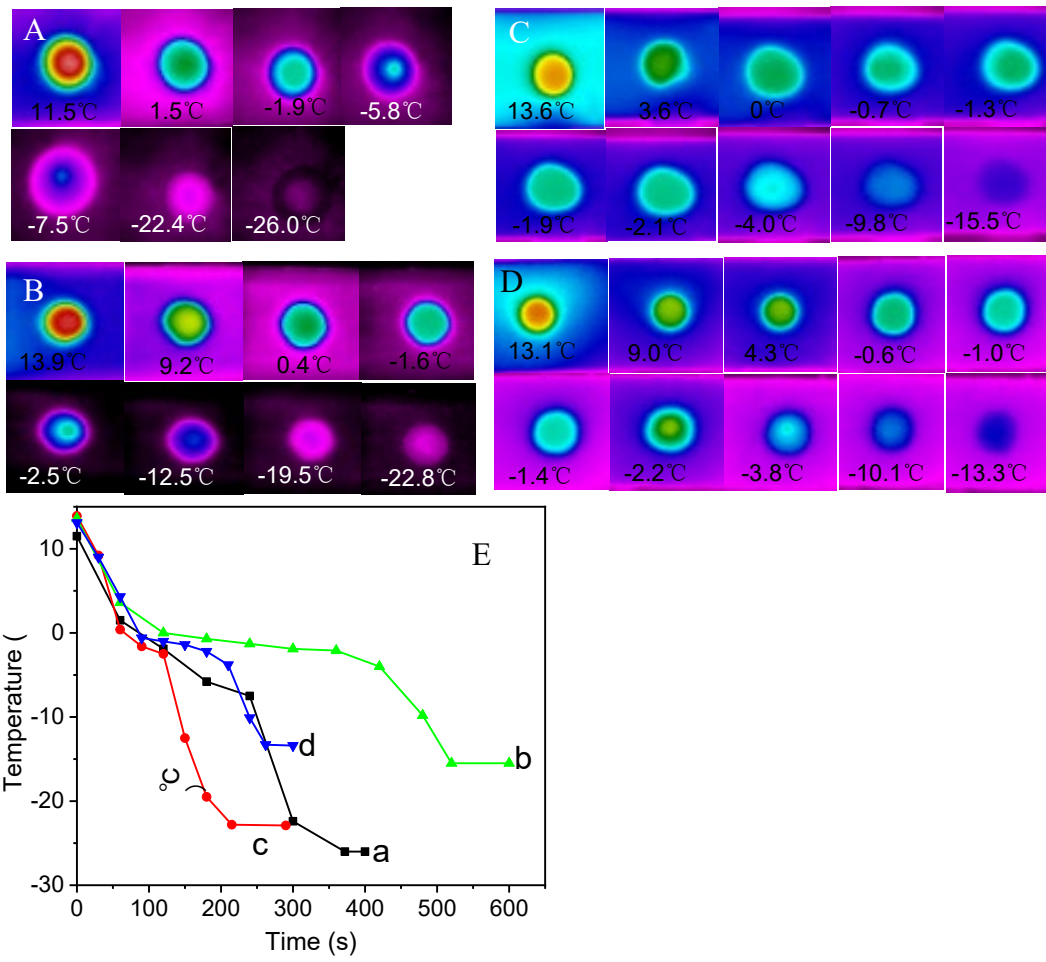 A
11.5℃ 1.5℃ -1.9℃ -5.8℃
-7.5℃ -22.4℃ -26.0℃
C
13.6℃ 3.6℃ 0℃ -0.7℃ -1.3℃
-1.9℃ -2.1℃ -4.0℃ -9.8℃ -15.5℃
B
13.9℃ 9.2℃ 0.4℃ -1.6℃
-2.5℃ -12.5℃ -19.5℃ -22.8℃
D
13.1℃ 9.0℃ 4.3℃ -0.6℃ -1.0℃
-1.4℃ -2.2℃ -3.8℃ -10.1℃ -13.3℃
E
10
0
-10
-20
-30
Temperature (
℃
)
a
b
c
d
0 100 200 300 400 500 600
Time (s)